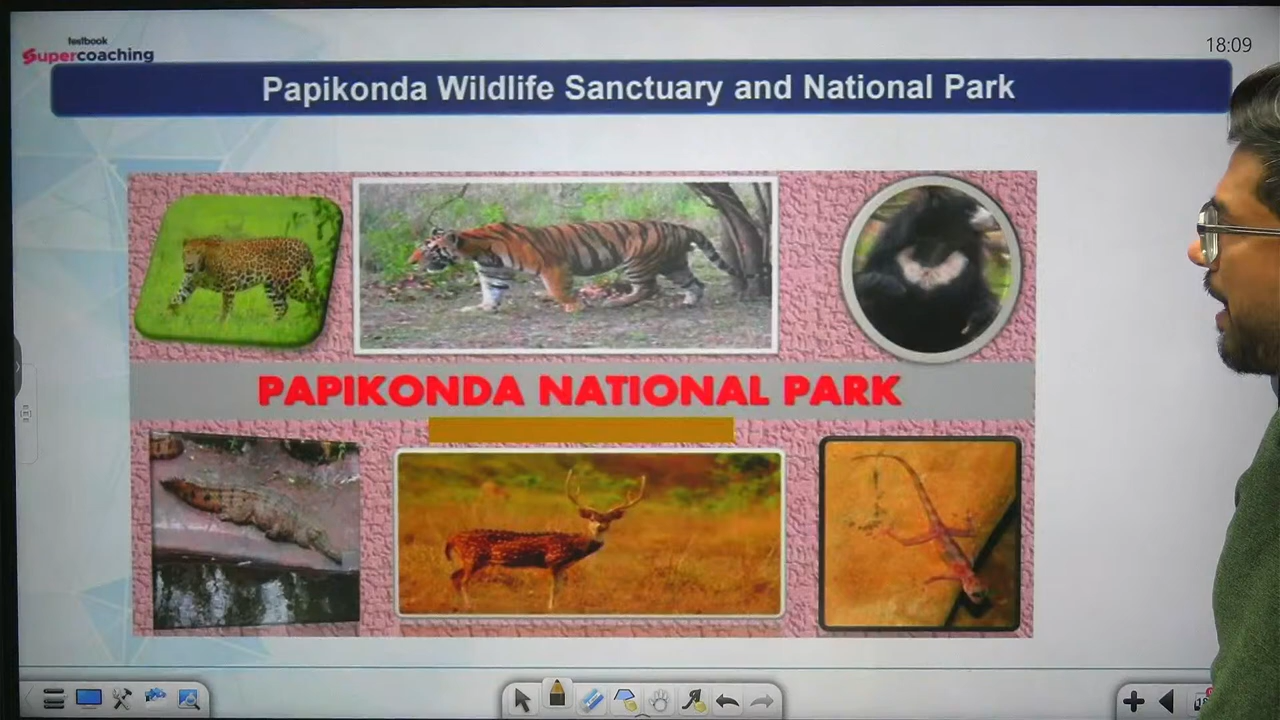 testbook
Supercoaching
18:09
Papikonda Wildlife Sanctuary and National Park
PAPIKONDA NATIONAL PARK